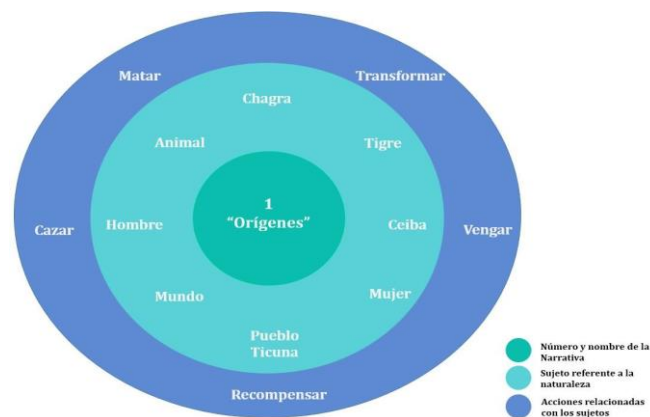 Matar
Transformar
Chagra
Animal
Tigre
1
“Orígenes”
Cazar
Hombre
Ceiba
Vengar
Mundo
Mujer
Pueblo
Ticuna
Recompensar
Número y nombre de la
Narrativa
Sujeto referente a la
naturaleza
Acciones relacionadas
con los sujetos